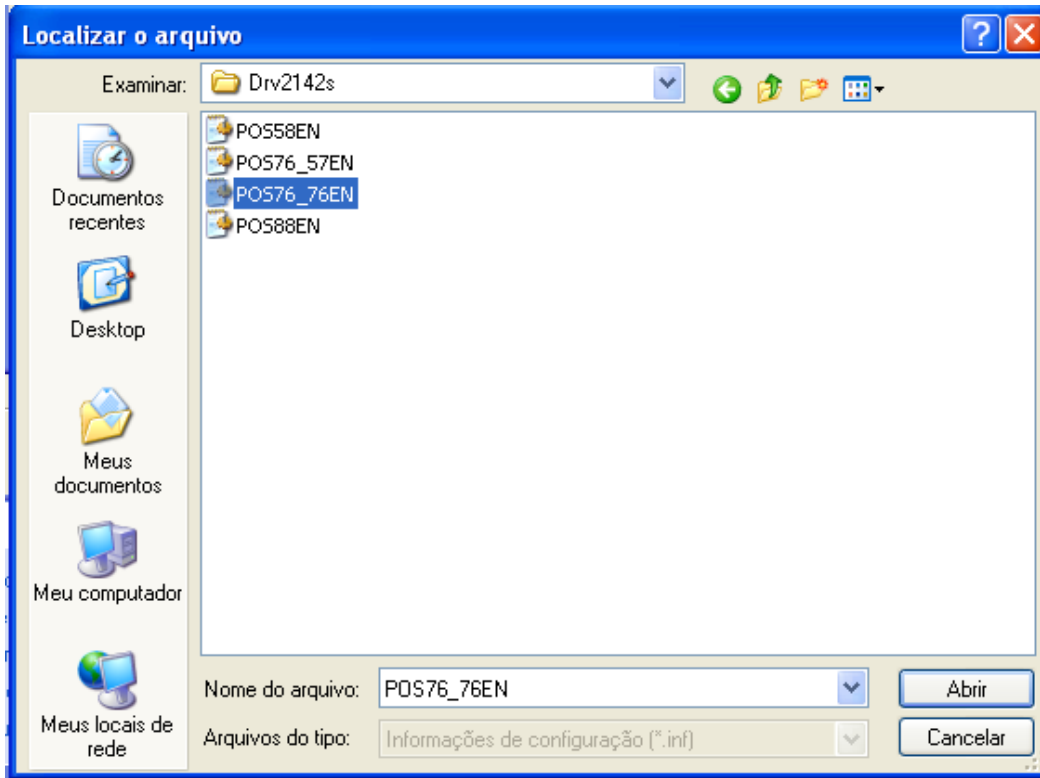 Localizar o arquivo
Examinar:
Drv2142s
POS58EN
POS76_57EN
POS76_76EN
POS88EN
Documentos
recentes
Desktop
Meus
documentos
Meu computador
Meus locais de
rede
Nome do arquivo:
POS76_76EN
Abrir
Arquivos do tipo:
Informações de configuração (*.inf)
Cancelar